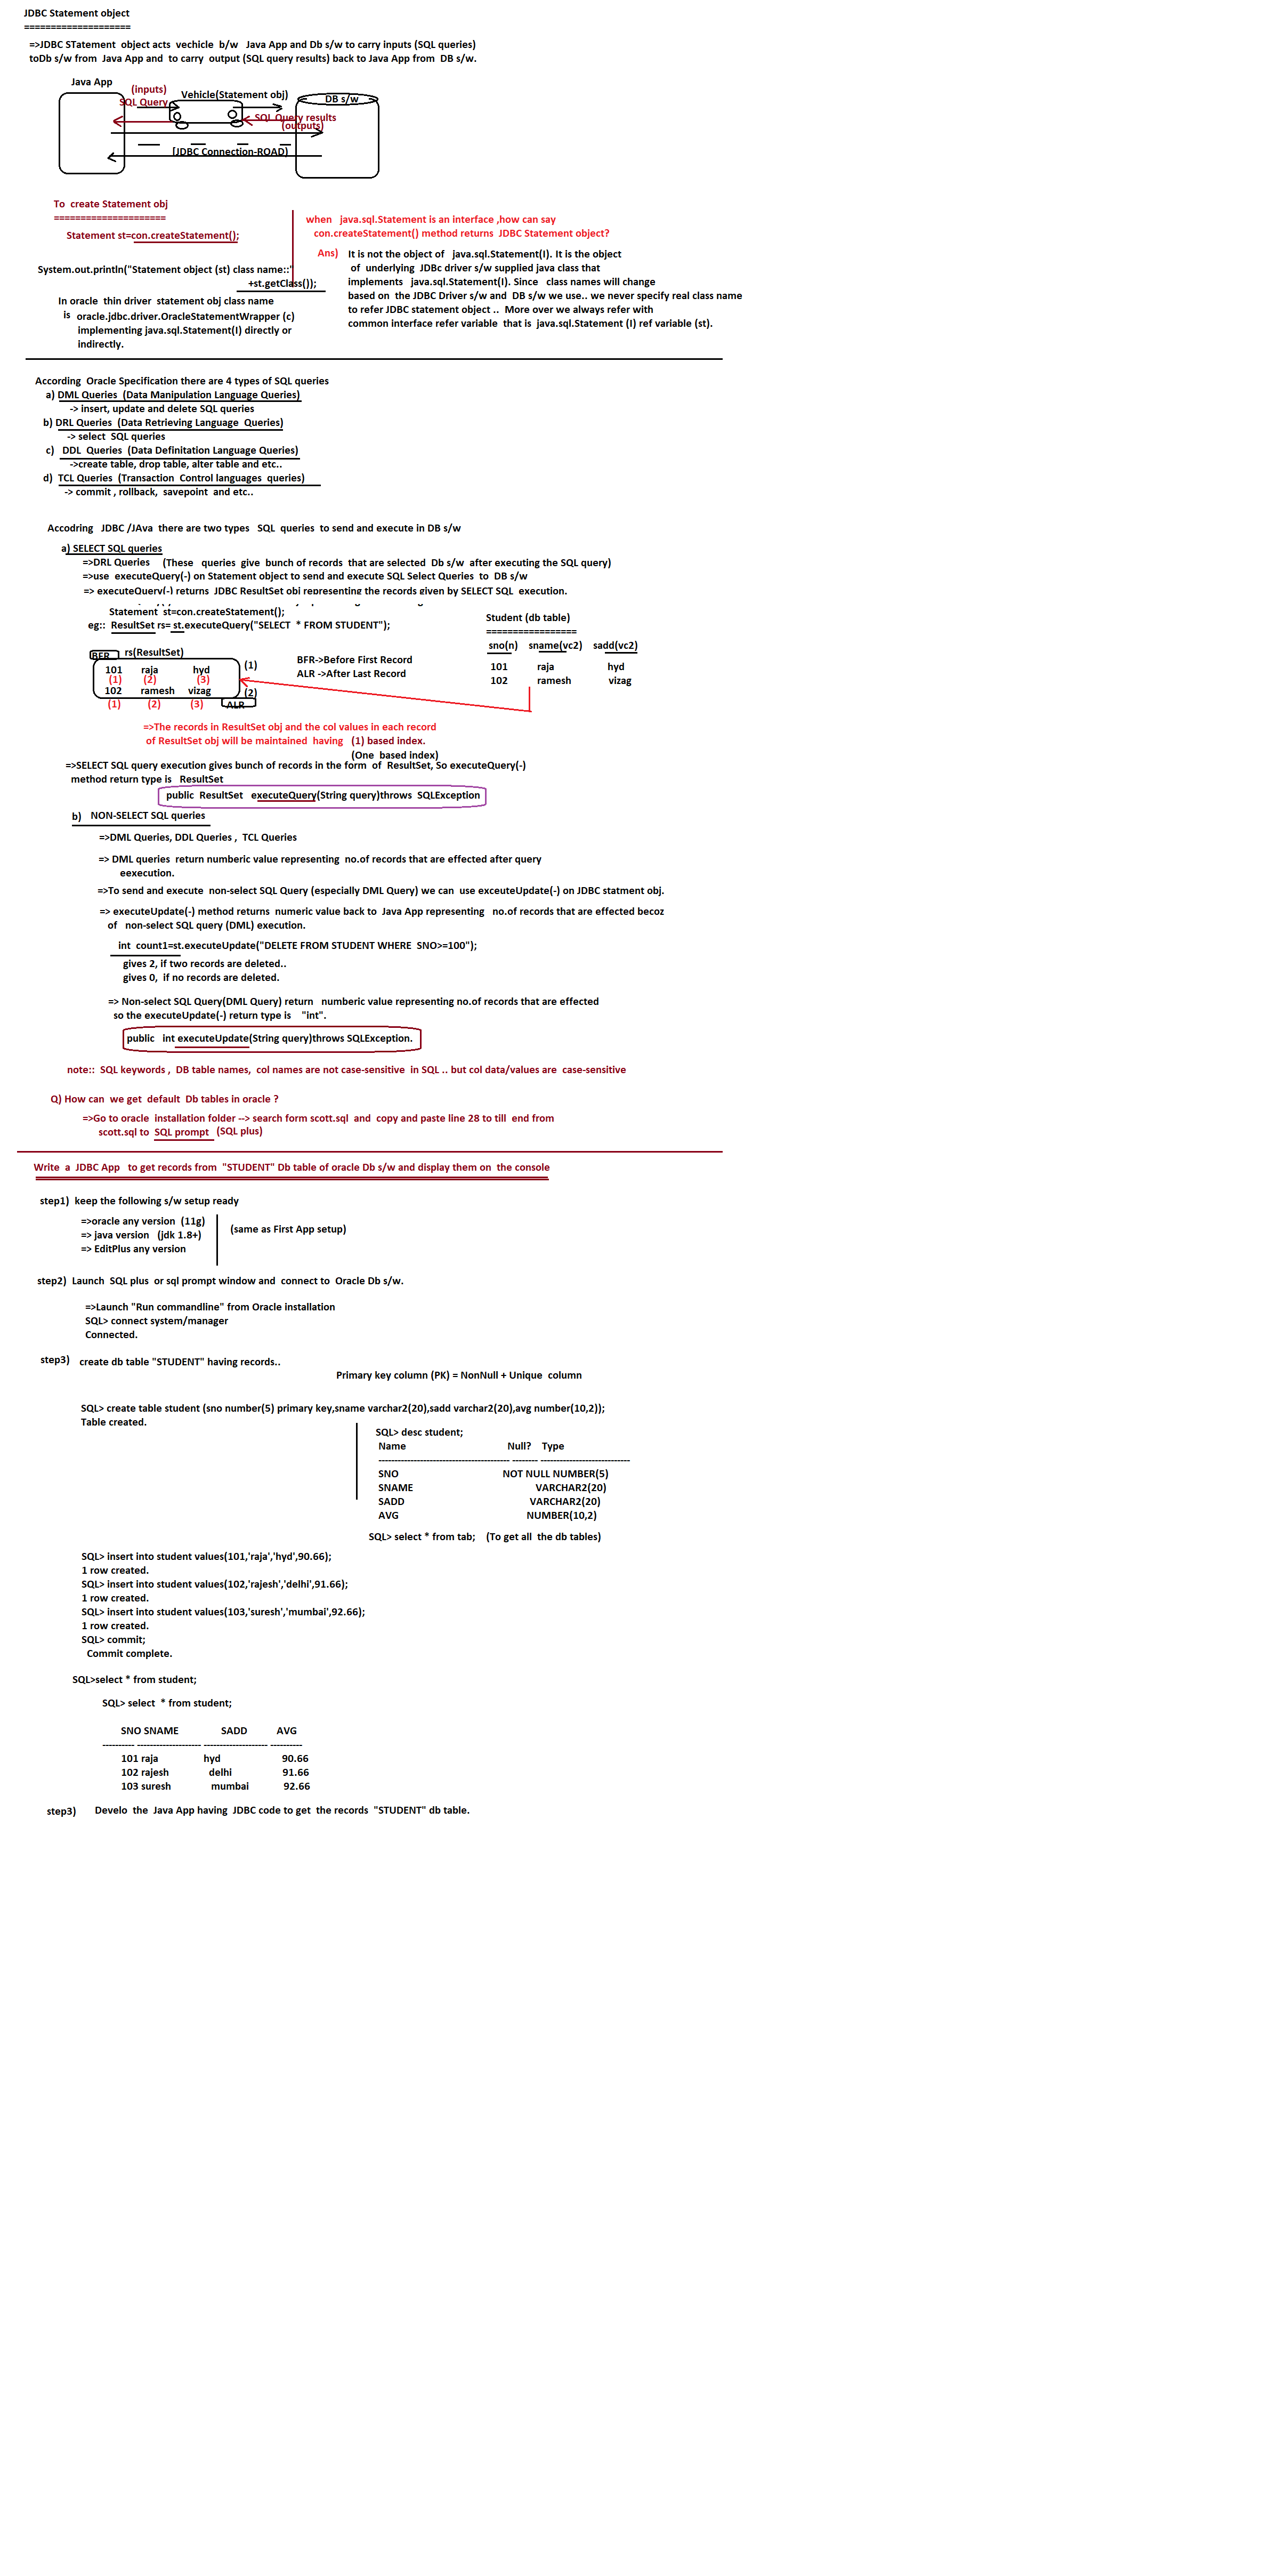 JDBC Statement object
====================
=>JDBC STatement object acts vechicle b/w Java App and Db s/w to carry inputs (SQL queries)
toDb s/w from Java App and to carry output (SQL query results) back to Java App from DB s/w.
Java App
(inputs)
SQL Query
Vehicle(Statement obj)
DB s/w
SQL Query results
(outputs)
[JDBC Connection-ROAD)
To create Statement obj
=====================
Statement st=con.createStatement();
System.out.println("Statement object (st) class name::"
+st.getClass());
In oracle thin driver statement obj class name
is oracle.jdbc.driver.OracleStatementWrapper (c)
implementing java.sql.Statement(I) directly or
indirectly.
when java.sql.Statement is an interface ,how can say
con.createStatement() method returns JDBC Statement object?
Ans) It is not the object of java.sql.Statement(I). It is the object
of underlying JDBc driver s/w supplied java class that
implements java.sql.Statement(I). Since class names will change
based on the JDBC Driver s/w and DB s/w we use.. we never specify real class name
to refer JDBC statement object .. More over we always refer with
common interface refer variable that is java.sql.Statement (I) ref variable (st).
According Oracle Specification there are 4 types of SQL queries
a) DML Queries (Data Manipulation Language Queries)
-> insert, update and delete SQL queries
b) DRL Queries (Data Retrieving Language Queries)
-> select SQL queries
c) DDL Queries (Data Definitation Language Queries)
->create table, drop table, alter table and etc..
d) TCL Queries (Transaction Control languages queries)
-> commit , rollback, savepoint and etc..
Accodring JDBC /JAva there are two types SQL queries to send and execute in DB s/w
a) SELECT SQL queries
=>DRL Queries (These queries give bunch of records that are selected Db s/w after executing the SQL query)
=>use executeQuery(-) on Statement object to send and execute SQL Select Queries to DB s/w
=> executeQuery(-) returns JDBC ResultSet obj representing the records given by SELECT SQL execution.
Statement st=con.createStatement();
eg:: ResultSet rs= st.executeQuery("SELECT * FROM STUDENT");
Student (db table)
=================
sno(n) sname(vc2) sadd(vc2)
101 raja hyd
102 ramesh vizag
BFR rs(ResultSet)
101 raja hyd (1)
(1) (2) (3)
102 ramesh vizag (2)
(1) (2) (3) ALR
BFR->Before First Record
ALR ->After Last Record
=>The records in ResultSet obj and the col values in each record
of ResultSet obj will be maintained having (1) based index.
(One based index)
=>SELECT SQL query execution gives bunch of records in the form of ResultSet, So executeQuery(-)
method return type is ResultSet
public ResultSet executeQuery(String query)throws SQLException
b) NON-SELECT SQL queries
=>DML Queries, DDL Queries , TCL Queries
=> DML queries return numberic value representing no.of records that are effected after query
eexecution.
=>To send and execute non-select SQL Query (especially DML Query) we can use exceuteUpdate(-) on JDBC statment obj.
=> executeUpdate(-) method returns numeric value back to Java App representing no.of records that are effected becoz
of non-select SQL query (DML) execution.
int count1=st.executeUpdate("DELETE FROM STUDENT WHERE SNO>=100");
gives 2, if two records are deleted..
gives 0, if no records are deleted.
=> Non-select SQL Query(DML Query) return numberic value representing no.of records that are effected
so the executeUpdate(-) return type is "int".
public int executeUpdate(String query)throws SQLException.
note:: SQL keywords , DB table names, col names are not case-sensitive in SQL .. but col data/values are case-sensitive
Q) How can we get default Db tables in oracle ?
=>Go to oracle installation folder --> search form scott.sql and copy and paste line 28 to till end from
scott.sql to SQL prompt (SQL plus)
Write a JDBC App to get records from "STUDENT" Db table of oracle Db s/w and display them on the console
step1) keep the following s/w setup ready
=>oracle any version (11g)
=> java version (jdk 1.8+)
=> EditPlus any version
(same as First App setup)
step2) Launch SQL plus or sql prompt window and connect to Oracle Db s/w.
=>Launch "Run commandline" from Oracle installation
SQL> connect system/manager
Connected.
step3) create db table "STUDENT" having records..
Primary key column (PK) = NonNull + Unique column
SQL> create table student (sno number(5) primary key,sname varchar2(20),sadd varchar2(20),avg number(10,2));
Table created.
SQL> desc student;
Name Null? Type
----------------------------------------- -------- ----------------------------
SNO NOT NULL NUMBER(5)
SNAME VARCHAR2(20)
SADD VARCHAR2(20)
AVG NUMBER(10,2)
SQL> select * from tab; (To get all the db tables)
SQL> insert into student values(101,'raja','hyd',90.66);
1 row created.
SQL> insert into student values(102,'rajesh','delhi',91.66);
1 row created.
SQL> insert into student values(103,'suresh','mumbai',92.66);
1 row created.
SQL> commit;
Commit complete.
SQL>select * from student;
SQL> select * from student;
SNO SNAME SADD AVG
---------- -------------------- -------------------- ----------
101 raja hyd 90.66
102 rajesh delhi 91.66
103 suresh mumbai 92.66
step3) Develo the Java App having JDBC code to get the records "STUDENT" db table.